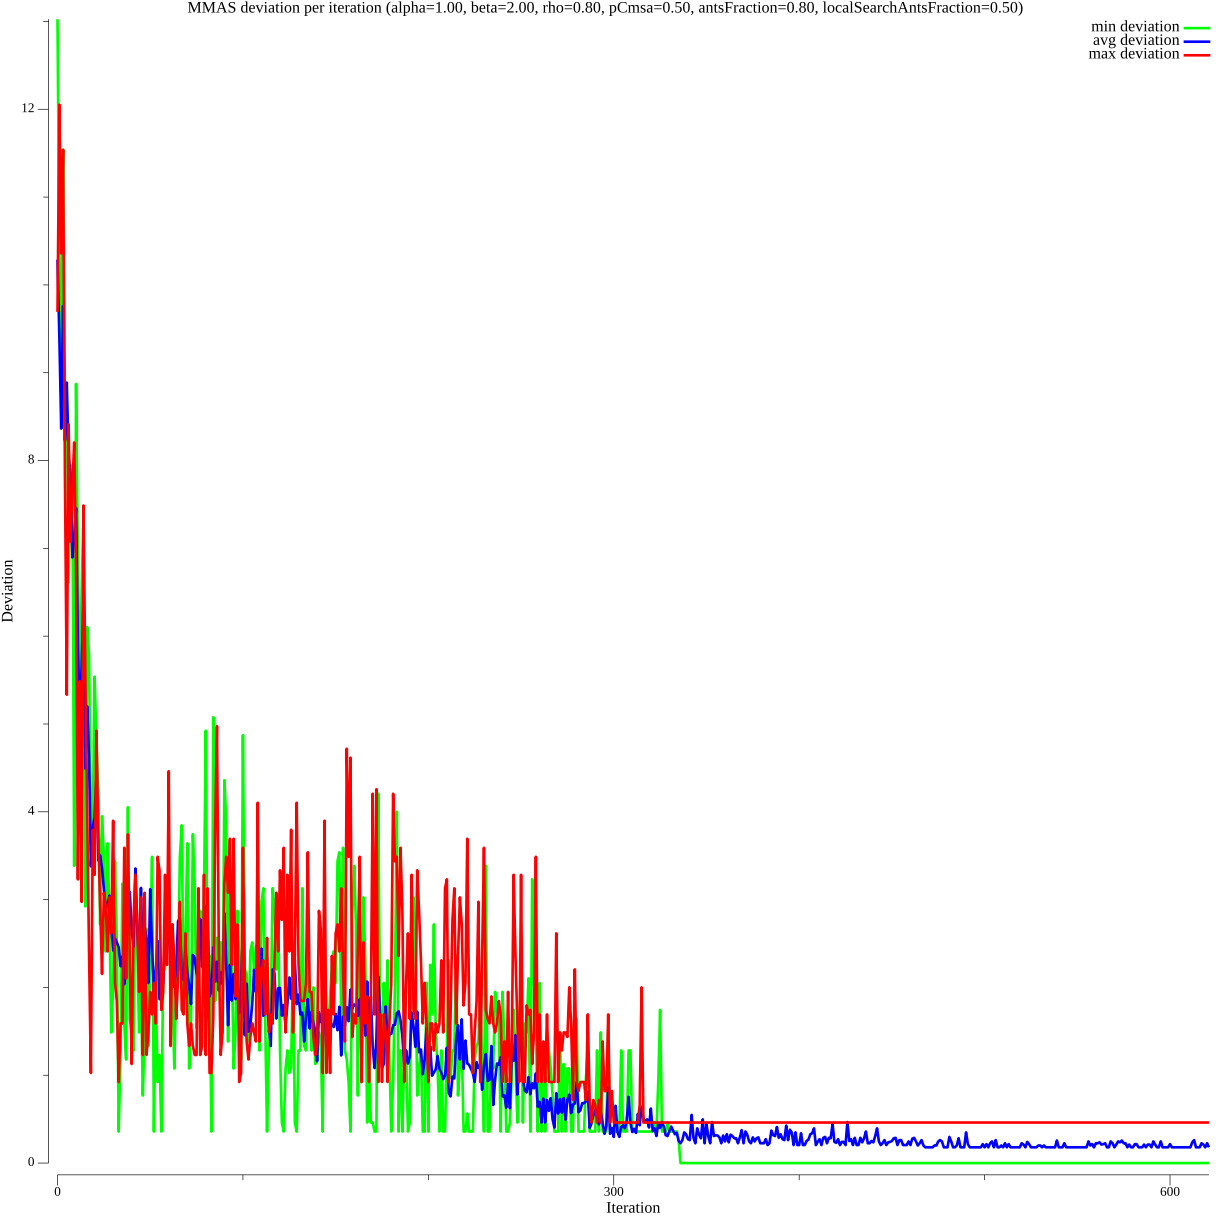 MMAS deviation per iteration (alpha=1.00, beta=2.00, rho=0.80, pCmsa=0.50, antsFraction=0.80, localSearchAntsFraction=0.50)
min deviation
avg deviation
max deviation
12
8
4
0
Deviation
0
300
600
Iteration